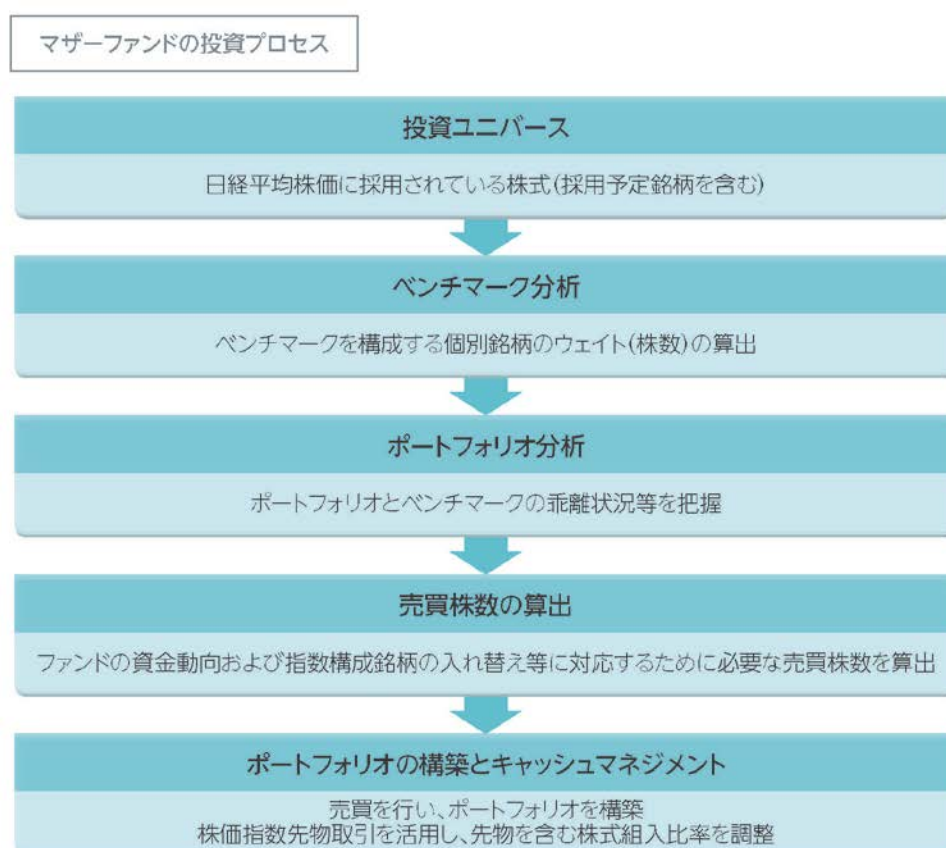 マザーファンドの投資プロセス
投資ユニバース
日経平均株価に採用されている株式(採用予定銘柄を含む)
ベンチマーク分析
ベンチマークを構成する個別銘柄のウェイト(株数)の算出
ポートフォリオ分析
ポートフォリオとベンチマークの乖離状況等を把握
売買株数の算出
ファンドの資金動向および指数構成銘柄の入れ替え等に対応するために必要な売買株数を算出
ポートフォリオの構築とキャッシュマネジメント
売買を行い、ポートフォリオを構築
株価指数先物取引を活用し、先物を含む株式組入比率を調整